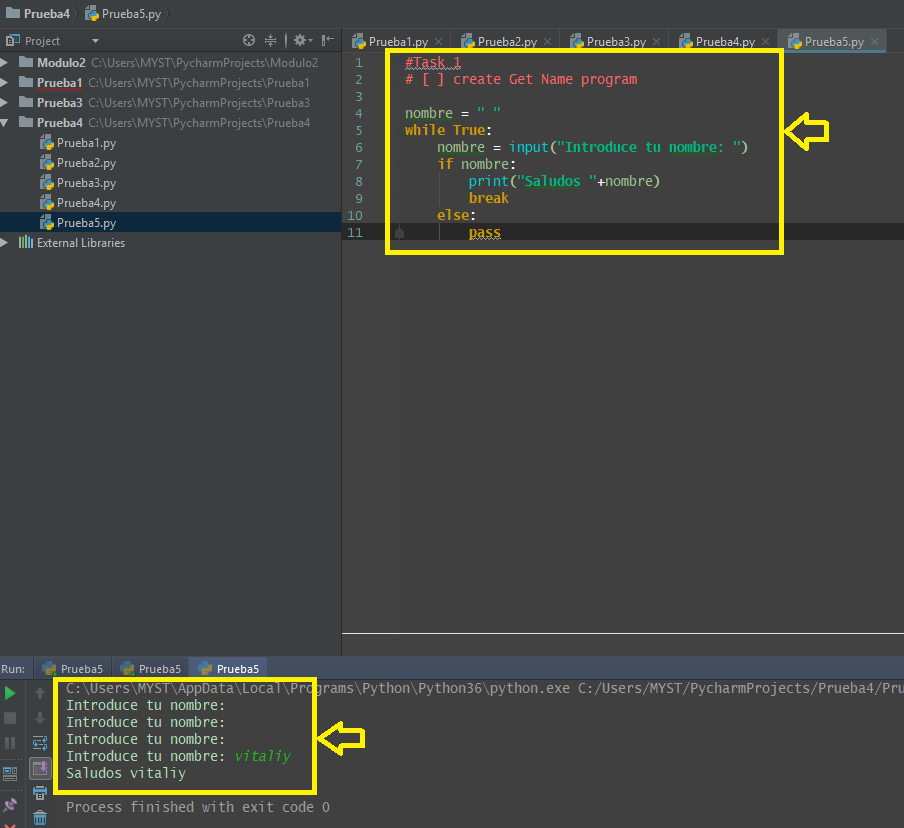 Prueba4 Prueba5.py
Project
Prueba1.py Prueba2.py Prueba3.py Prueba4.py Prueba5.py
Modulo2 C:\Users\MYST\PycharmProjects\Modulo2
Prueba1 C:\Users\MYST\PycharmProjects\Prueba1
Prueba3 C:\Users\MYST\PycharmProjects\Prueba3
Prueba4 C:\Users\MYST\PycharmProjects\Prueba4
Prueba1.py
Prueba2.py
Prueba3.py
Prueba4.py
Prueba5.py
External Libraries
1 #Task 1
2 # [ ] create Get Name program
3
4 nombre = " "
5 while True:
6     nombre = input("Introduce tu nombre: ")
7     if nombre:
8         print("Saludos "+nombre)
9         break
10     else:
11         pass
Run: Prueba5 Prueba5 Prueba5
C:\Users\MYST\AppData\Local\Programs\Python\Python36\python.exe C:/Users/MYST/PycharmProjects/Prueba4/Pru
Introduce tu nombre:
Introduce tu nombre:
Introduce tu nombre:
Introduce tu nombre: vitaliy
Saludos vitaliy
Process finished with exit code 0